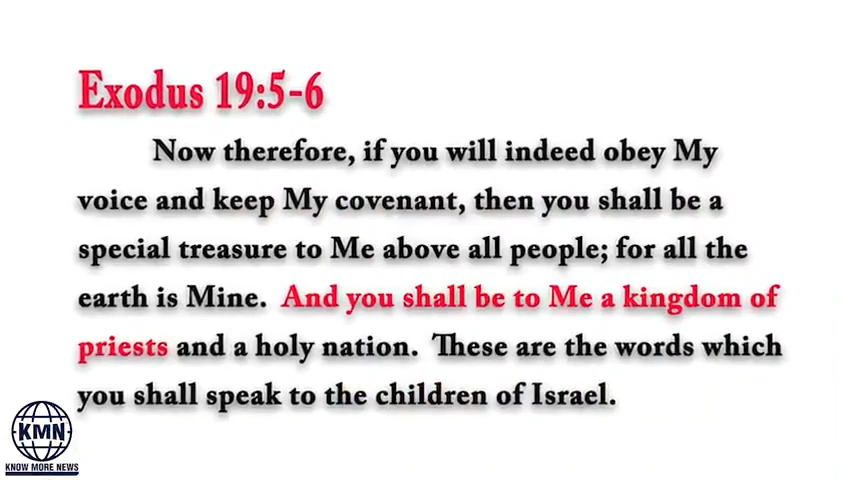 Exodus 19:5-6
Now therefore, if you will indeed obey My
voice and keep My covenant, then you shall be a
special treasure to Me above all people; for all the
earth is Mine. And you shall be to Me a kingdom of
priests and a holy nation. These are the words which
you shall speak to the children of Israel.
KMN
KNOW MORE NEWS